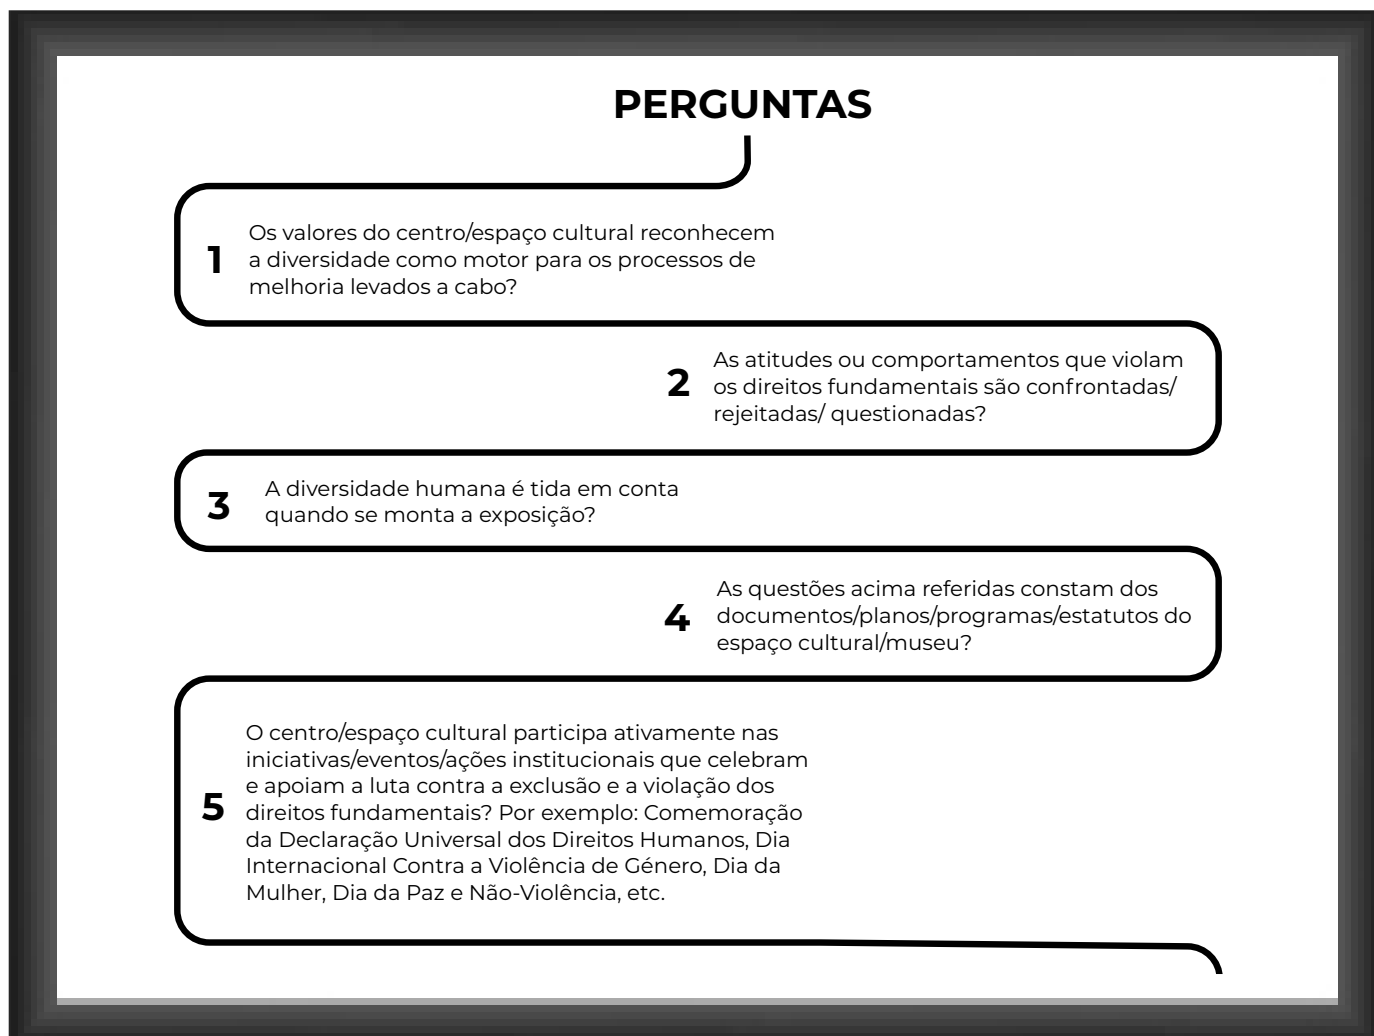 PERGUNTAS
1
Os valores do centro/espaço cultural reconhecem
a diversidade como motor para os processos de
melhoria levados a cabo?
2
As atitudes ou comportamentos que violam
os direitos fundamentais são confrontadas/
rejeitadas/ questionadas?
3
A diversidade humana é tida em conta
quando se monta a exposição?
4
As questões acima referidas constam dos
documentos/planos/programas/estatutos do
espaço cultural/museu?
5
O centro/espaço cultural participa ativamente nas
iniciativas/eventos/ações institucionais que celebram
e apoiam a luta contra a exclusão e a violação dos
direitos fundamentais? Por exemplo: Comemoração
da Declaração Universal dos Direitos Humanos, Dia
Internacional Contra a Violência de Género, Dia da
Mulher, Dia da Paz e Não-Violência, etc.